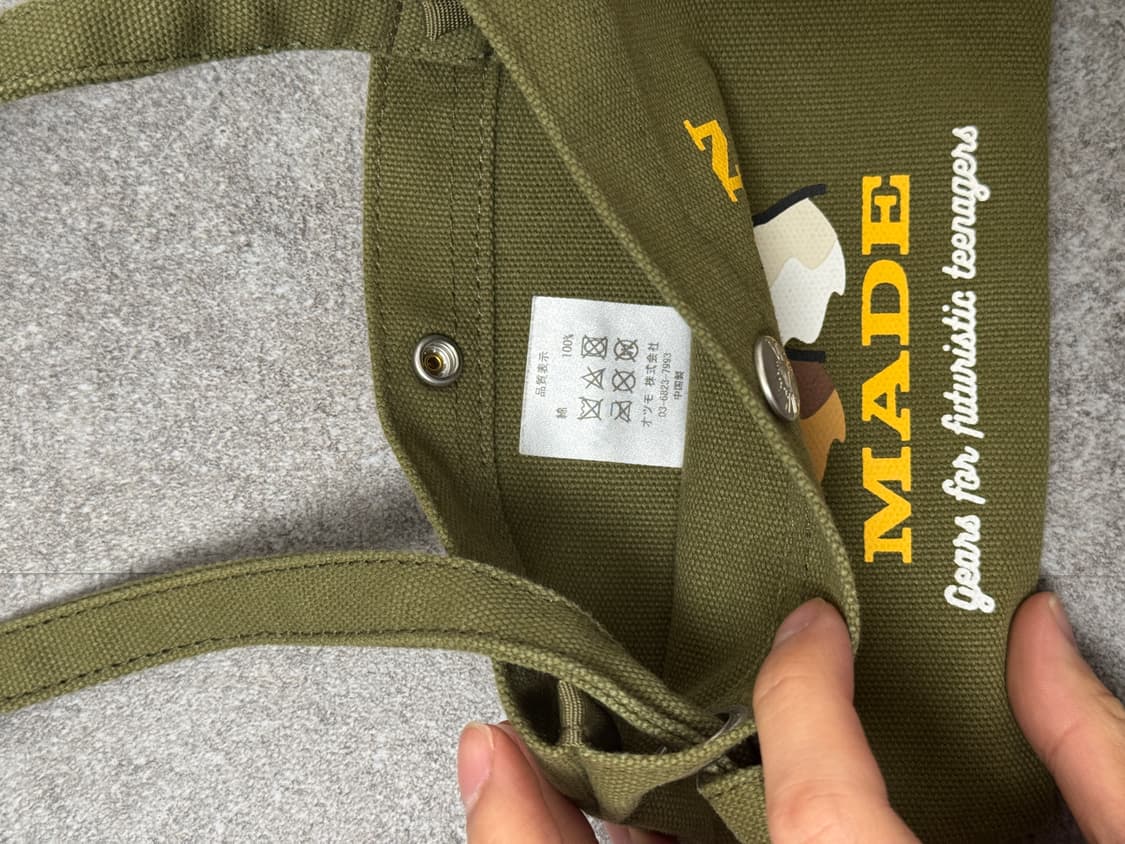 N
MADE
Gears for futuristic teenagers
品質表示
綿 100%
オツモ 株式会社
03-6823-7993
中国製